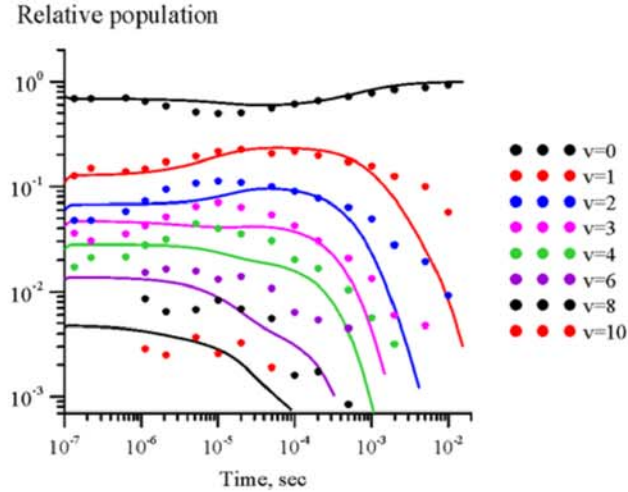 Relative population
10⁰
10⁻¹
10⁻²
10⁻³
10⁻⁷ 10⁻⁶ 10⁻⁵ 10⁻⁴ 10⁻³ 10⁻²
Time, sec
v=0
v=1
v=2
v=3
v=4
v=6
v=8
v=10